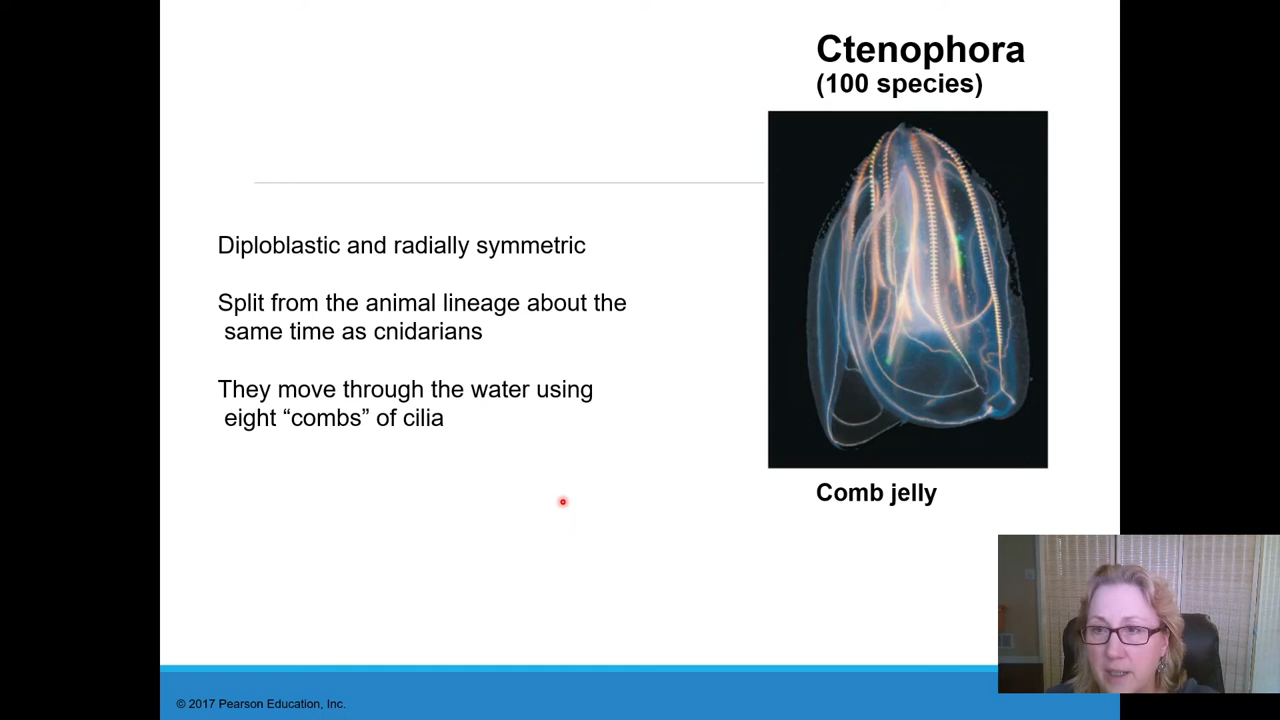 Ctenophora
(100 species)
Diploblastic and radially symmetric
Split from the animal lineage about the
same time as cnidarians
They move through the water using
eight “combs” of cilia
Comb jelly
© 2017 Pearson Education, Inc.